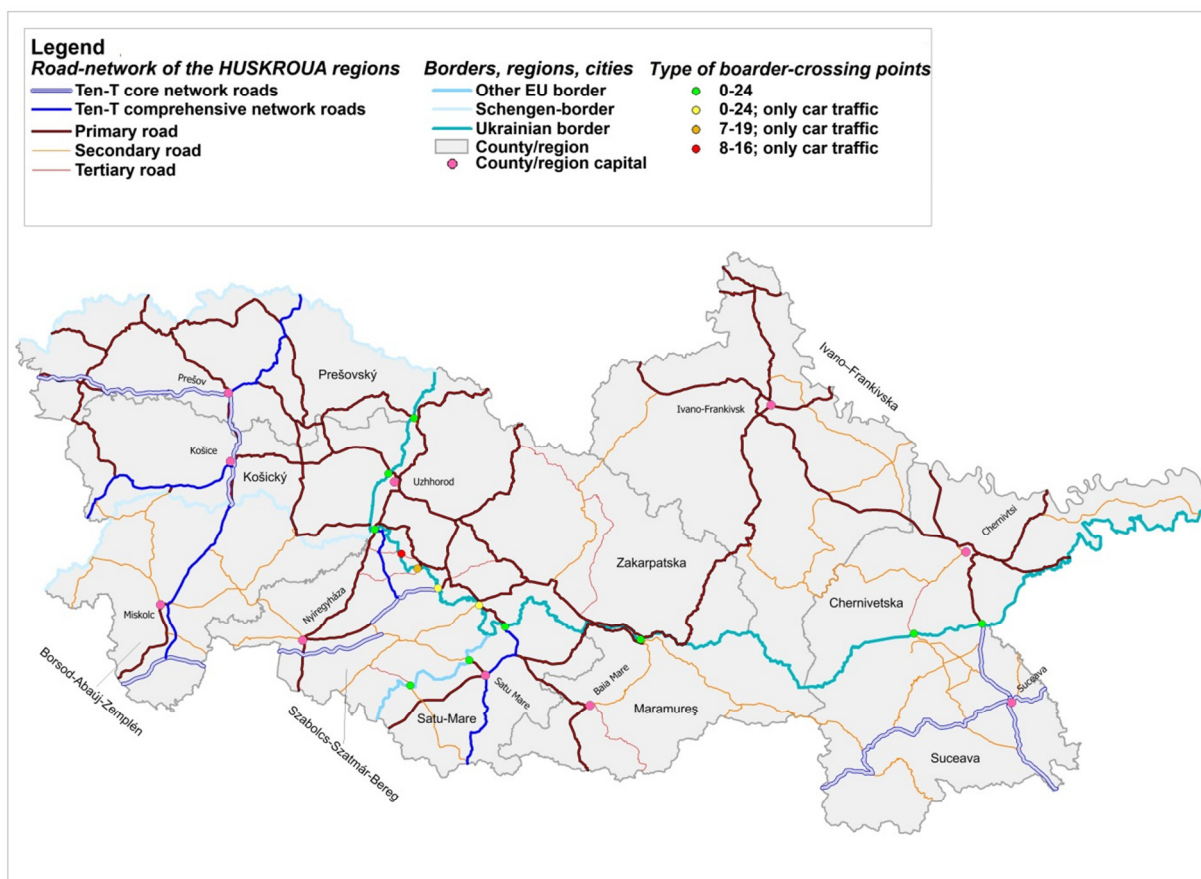 Legend
Road-network of the HUSKROUA regions
Ten-T core network roads
Ten-T comprehensive network roads
Primary road
Secondary road
Tertiary road
Borders, regions, cities
Other EU border
Schengen-border
Ukrainian border
County/region
County/region capital
Type of boarder-crossing points
0-24
0-24; only car traffic
7-19; only car traffic
8-16; only car traffic
Ivano–Frankivska
Prešovský
Prešov
Ivano-Frankivsk
Košice
Košický
Uzhhorod
Chernivtsi
Zakarpatska
Nyíregyháza
Chernivetska
Miskolc
Borsod-Abaúj-Zemplén
Szabolcs-Szatmár-Bereg
Satu Mare
Satu-Mare
Baia Mare
Maramureş
Suceava
Suceava